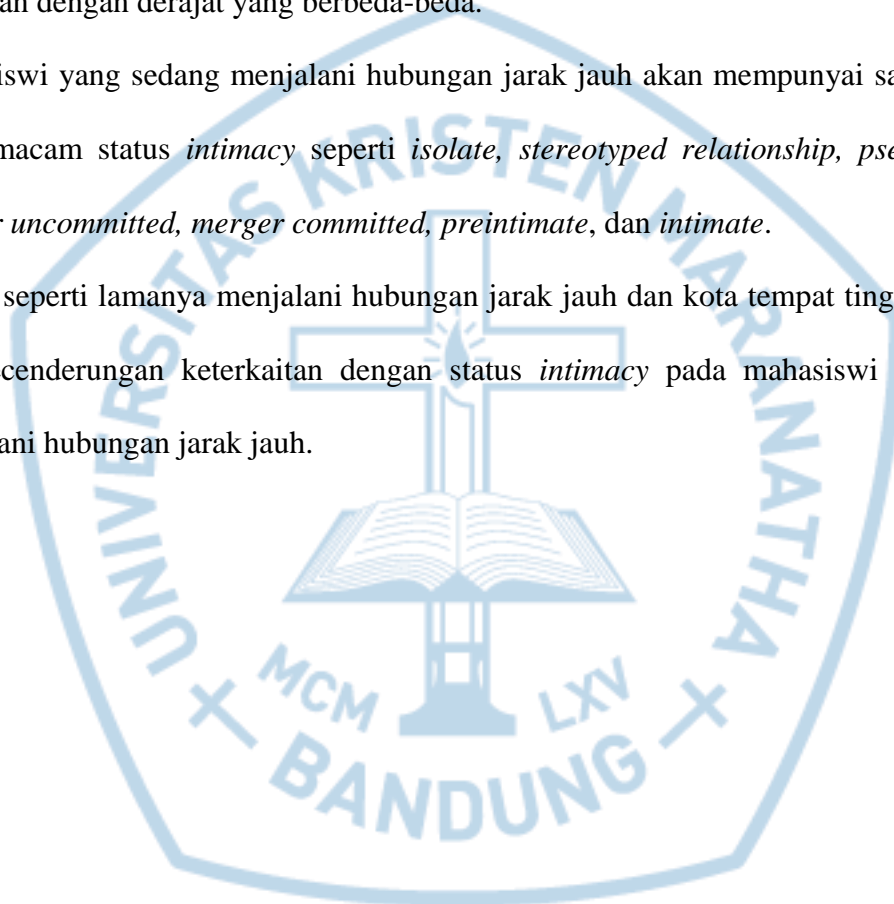 an dengan derajat yang berbeda-beda.
iswi yang sedang menjalani hubungan jarak jauh akan mempunyai sa
macam status intimacy seperti isolate, stereotyped relationship, pse
r uncommitted, merger committed, preintimate, dan intimate.
seperti lamanya menjalani hubungan jarak jauh dan kota tempat ting
ecenderungan keterkaitan dengan status intimacy pada mahasiswi
ani hubungan jarak jauh.
UNIVERSITAS KRISTEN MARANATHA
MCM LXV
BANDUNG